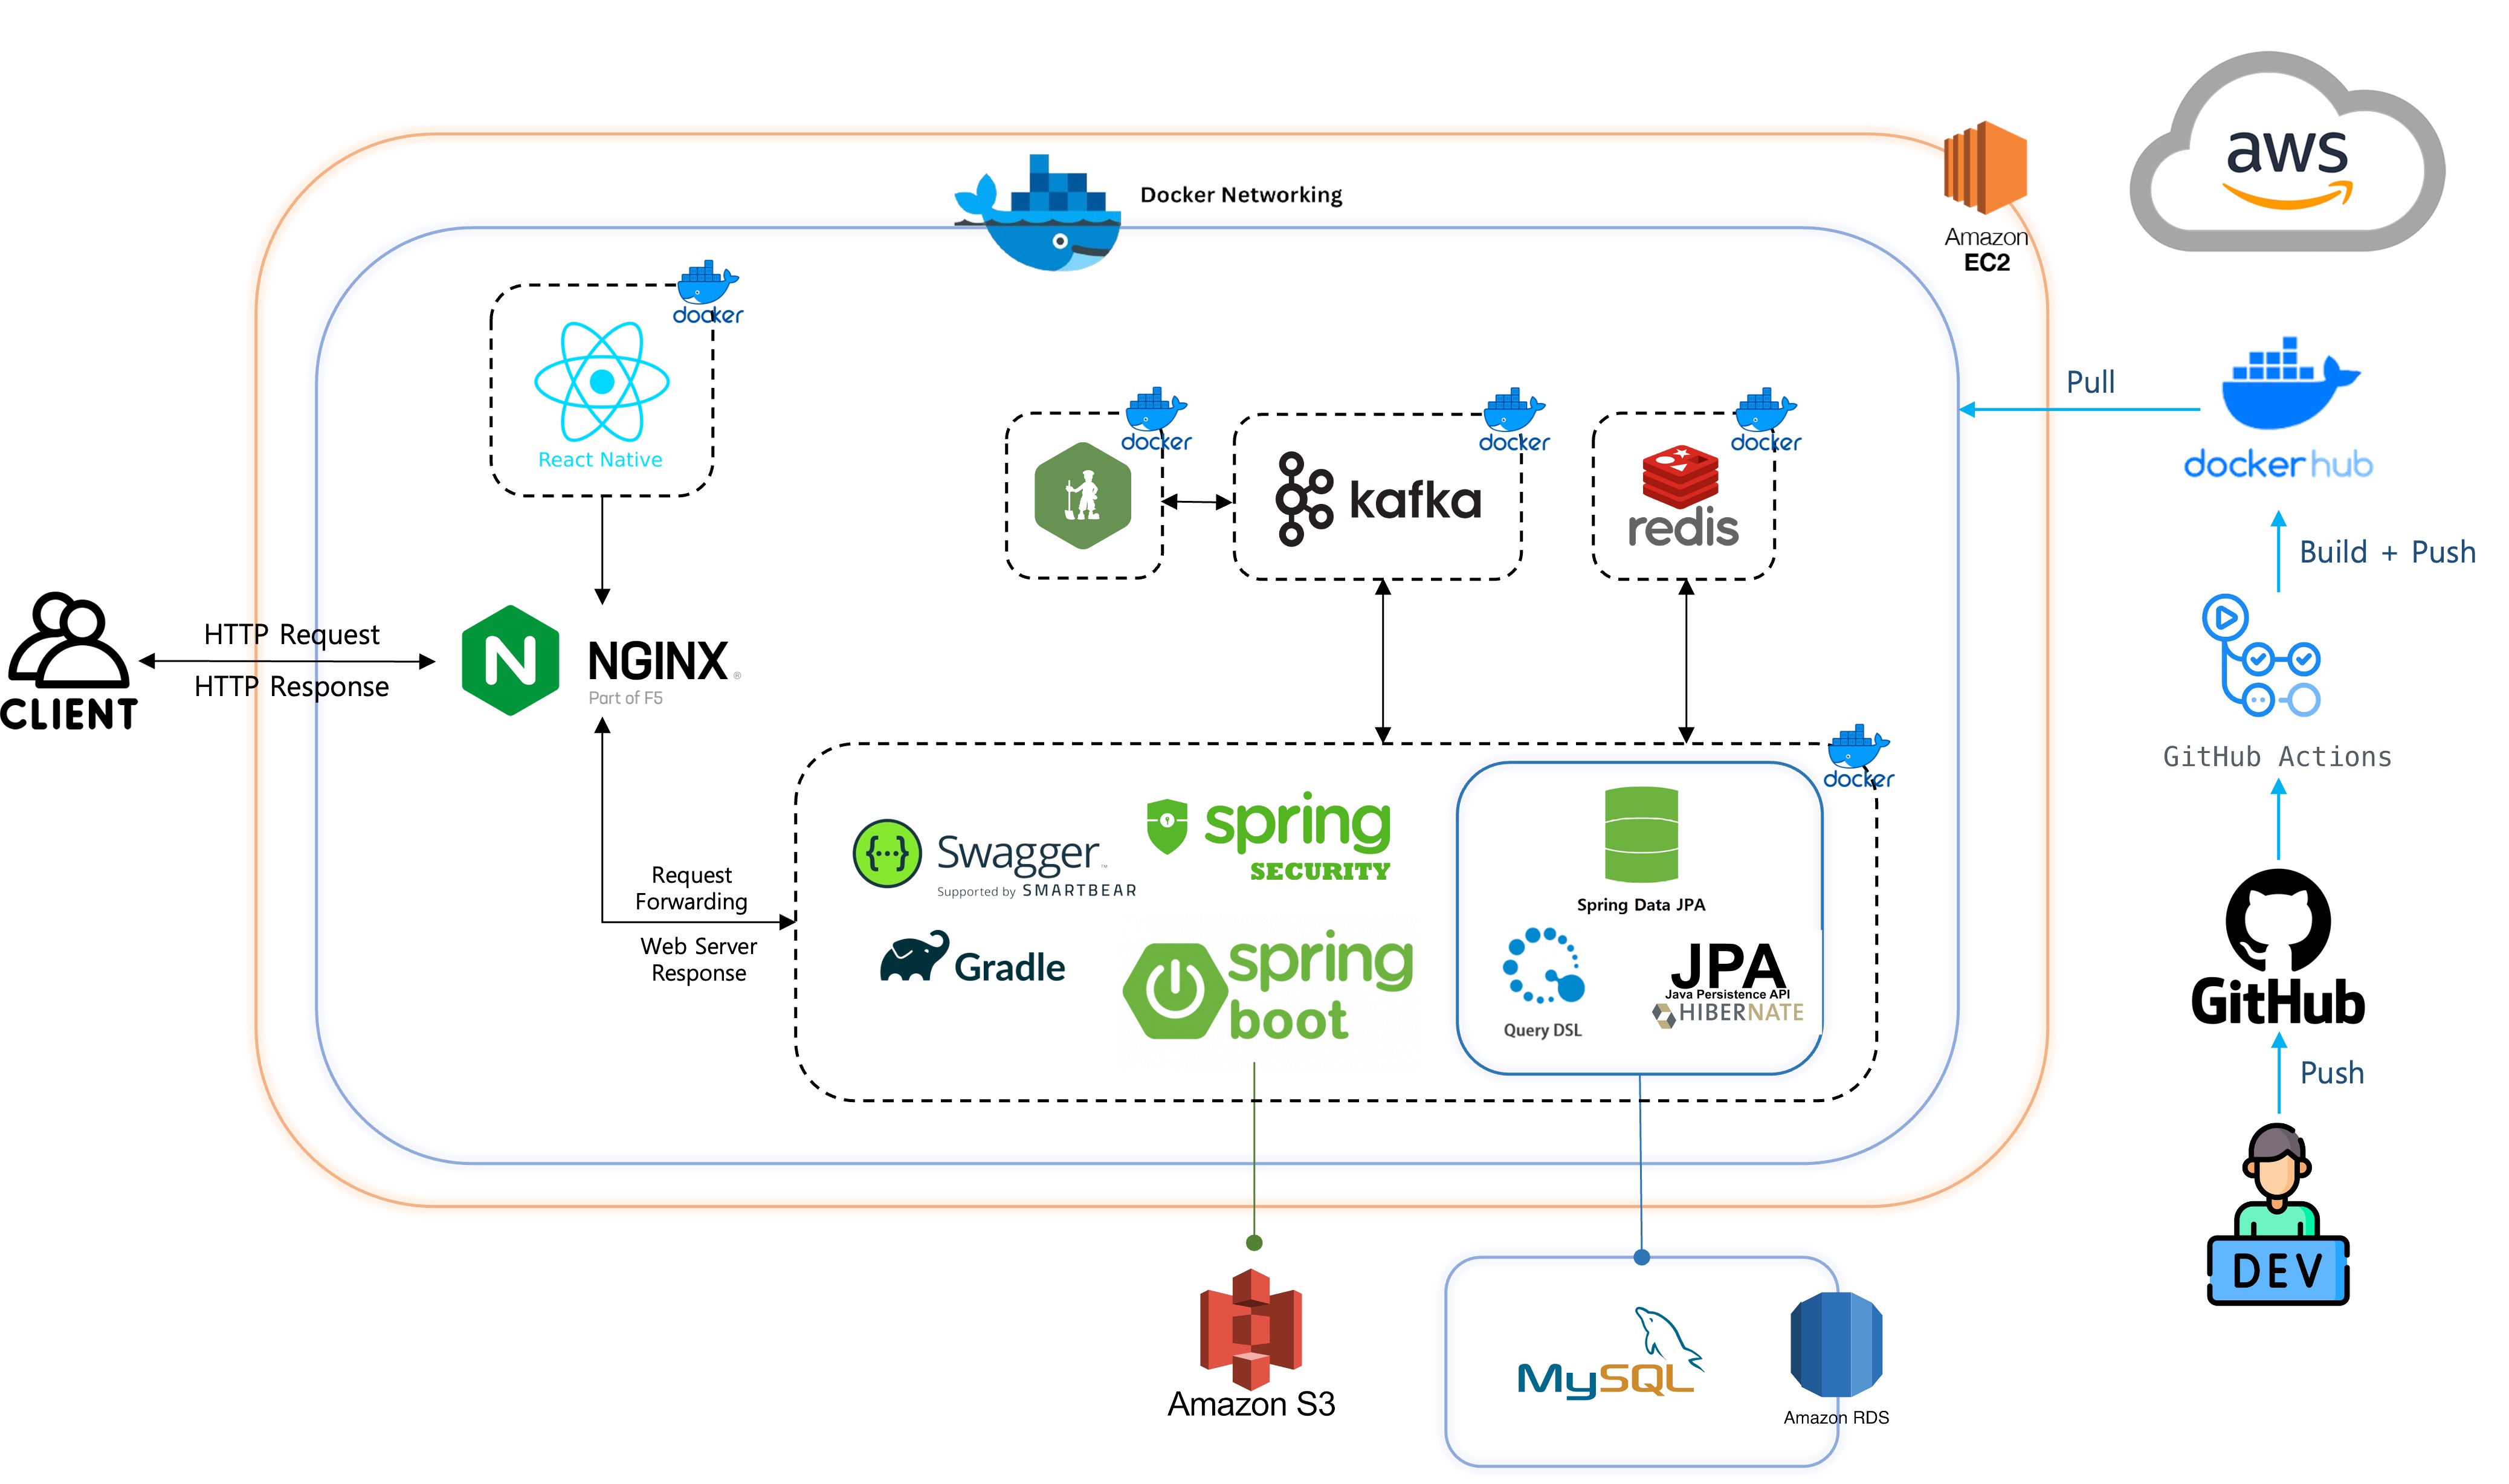 aws
Docker Networking
Amazon
EC2
docker
React Native
docker
docker
docker
kafka
redis
Pull
docker hub
Build + Push
HTTP Request
HTTP Response
CLIENT
NGINX ®
Part of F5
GitHub Actions
docker
Swagger ™
Supported by SMARTBEAR
spring
SECURITY
Spring Data JPA
Request
Forwarding
Web Server
Response
Gradle
spring
boot
Query DSL
JPA
Java Persistence API
HIBERNATE
GitHub
Push
DEV
Amazon S3
MySQL
Amazon RDS